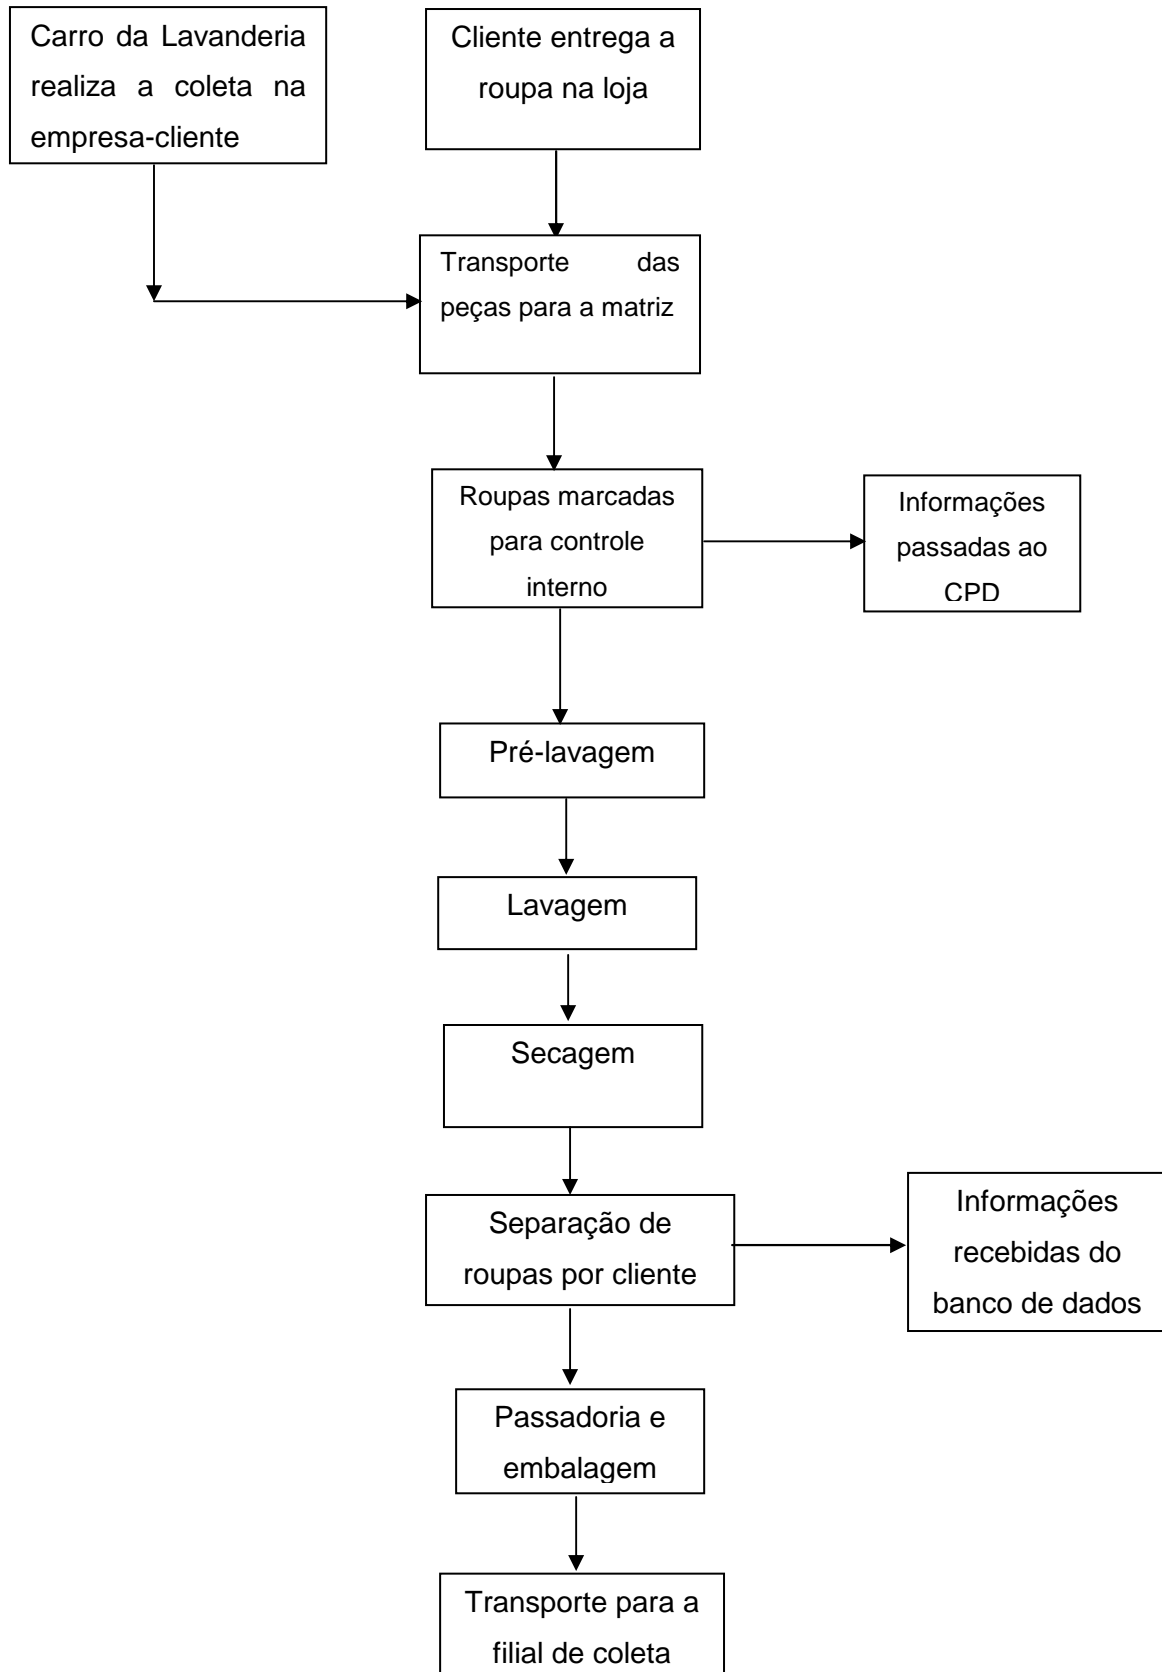 Carro da Lavanderia
realiza a coleta na
empresa-cliente
Cliente entrega a
roupa na loja
Transporte das
peças para a matriz
Roupas marcadas
para controle
interno
Informações
passadas ao
CPD
Pré-lavagem
Lavagem
Secagem
Separação de
roupas por cliente
Informações
recebidas do
banco de dados
Passadoria e
embalagem
Transporte para a
filial de coleta